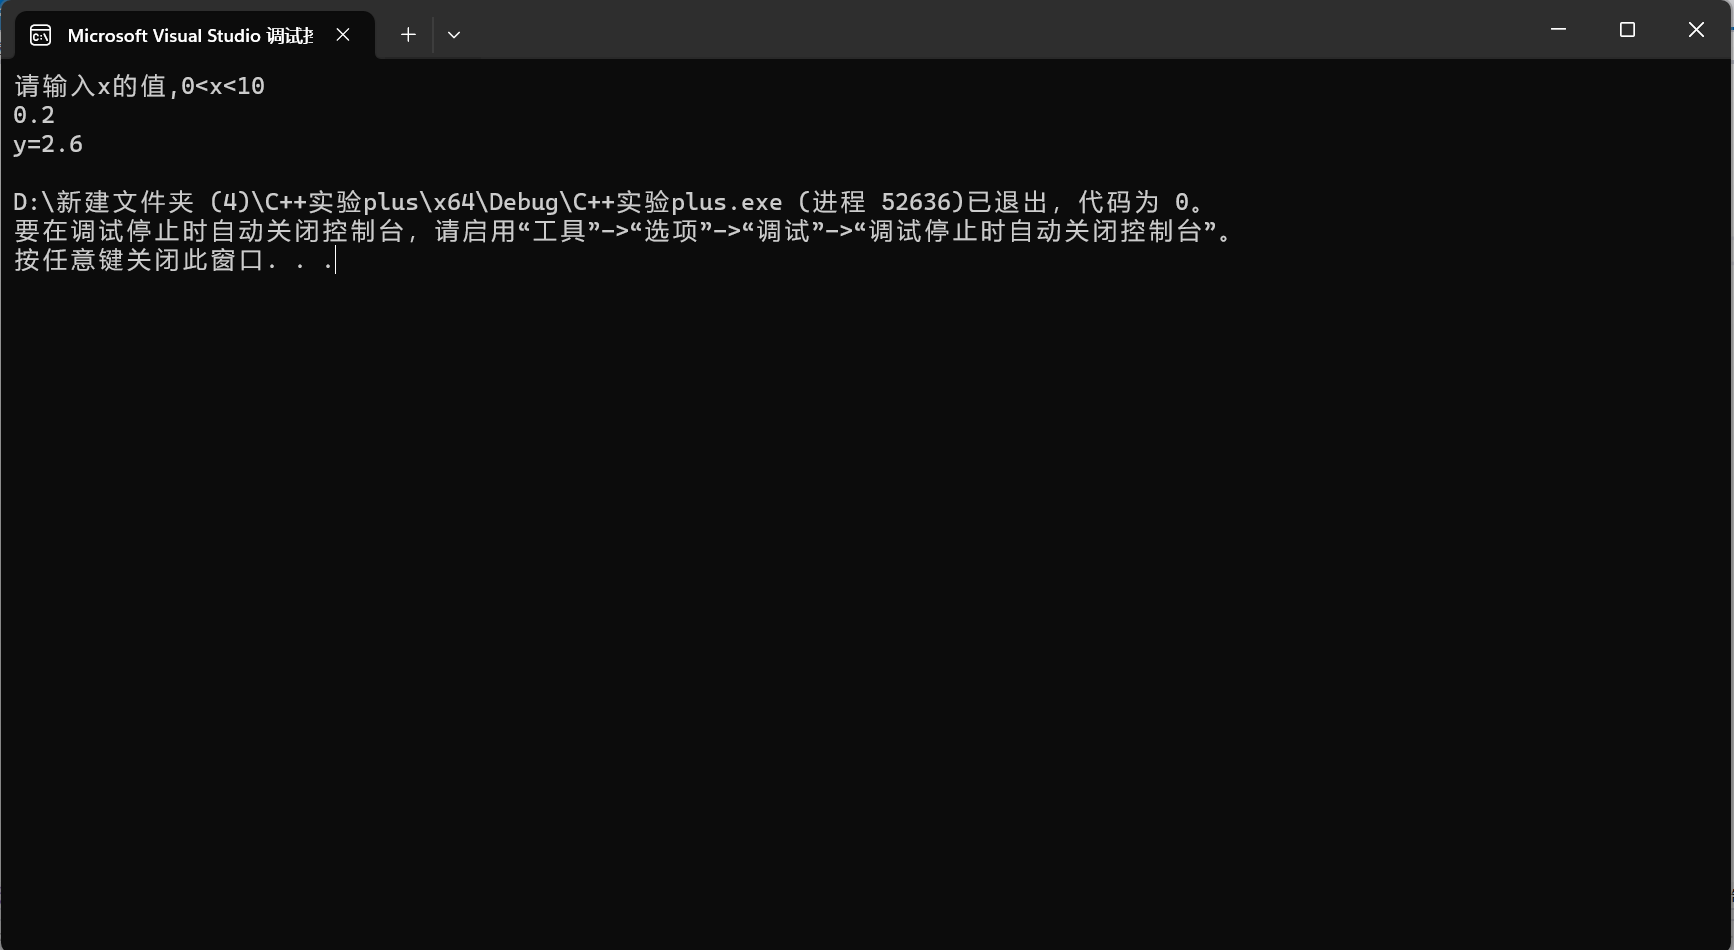 Microsoft Visual Studio 调试
请输入x的值,0<x<10
0.2
y=2.6
D:\新建文件夹 (4)\C++实验plus\x64\Debug\C++实验plus.exe (进程 52636)已退出，代码为 0。
要在调试停止时自动关闭控制台，请启用“工具”->“选项”->“调试”->“调试停止时自动关闭控制台”。
按任意键关闭此窗口. . .